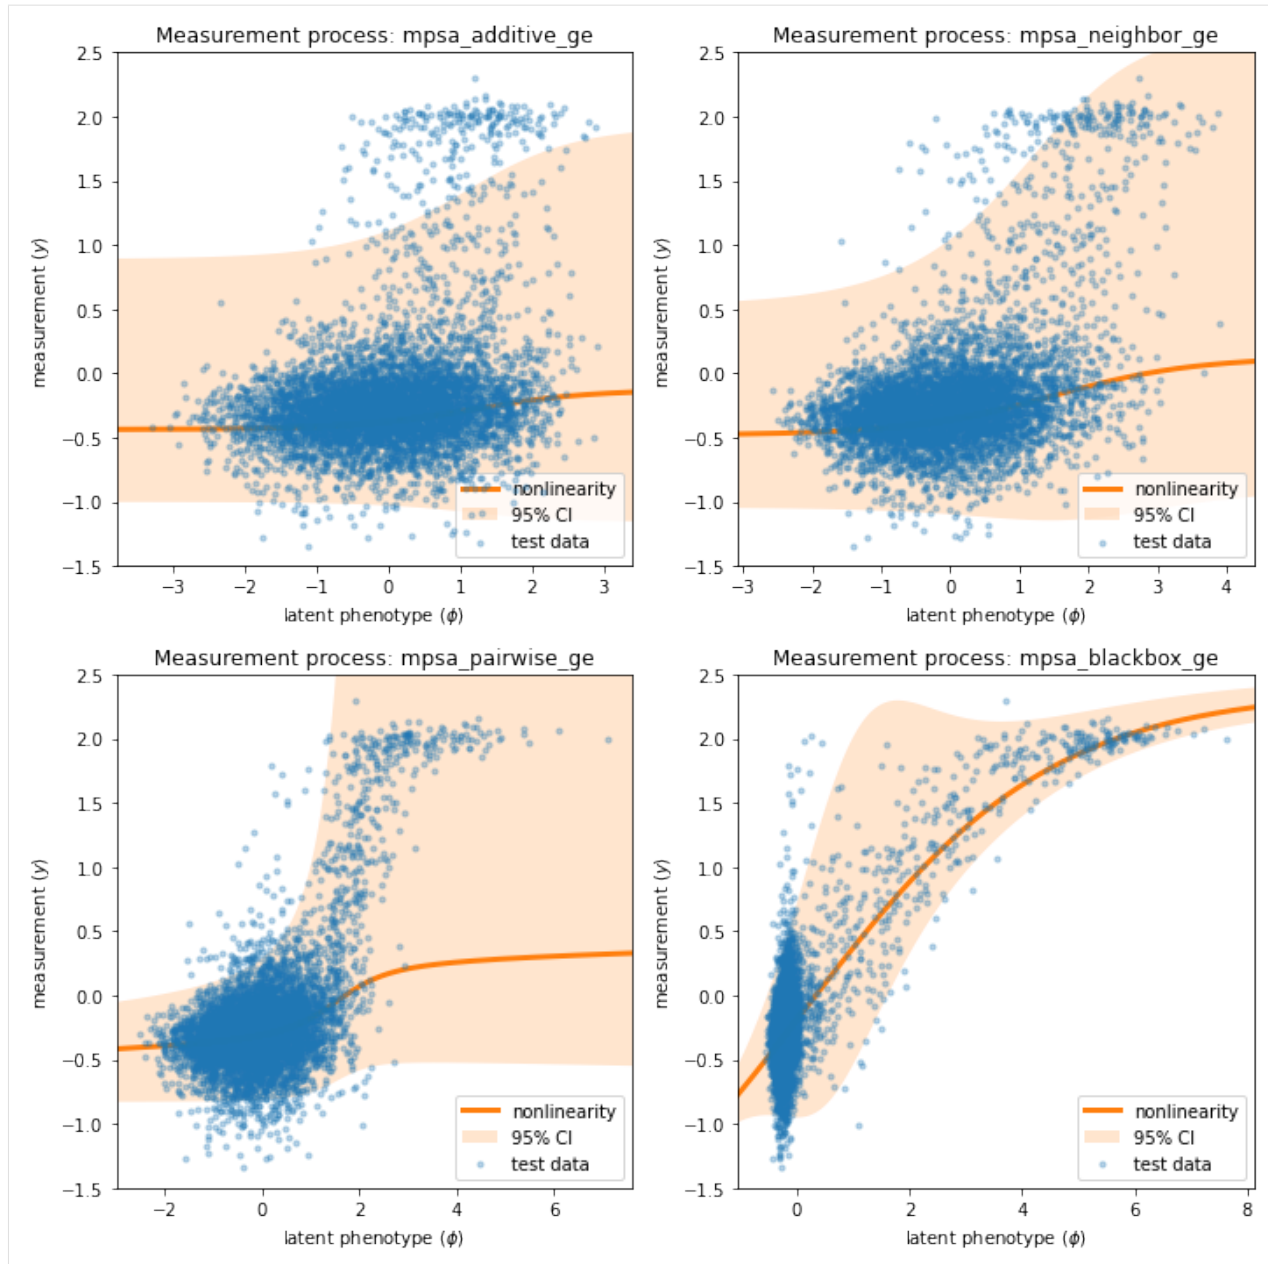 Measurement process: mpsa_additive_ge
2.5
2.0
1.5
1.0
0.5
0.0
−0.5
−1.0
−1.5
measurement (y)
nonlinearity
95% CI
test data
−3 −2 −1 0 1 2 3
latent phenotype (ϕ)
Measurement process: mpsa_neighbor_ge
2.5
2.0
1.5
1.0
0.5
0.0
−0.5
−1.0
−1.5
measurement (y)
nonlinearity
95% CI
test data
−3 −2 −1 0 1 2 3 4
latent phenotype (ϕ)
Measurement process: mpsa_pairwise_ge
2.5
2.0
1.5
1.0
0.5
0.0
−0.5
−1.0
−1.5
measurement (y)
nonlinearity
95% CI
test data
−2 0 2 4 6
latent phenotype (ϕ)
Measurement process: mpsa_blackbox_ge
2.5
2.0
1.5
1.0
0.5
0.0
−0.5
−1.0
−1.5
measurement (y)
nonlinearity
95% CI
test data
0 2 4 6 8
latent phenotype (ϕ)